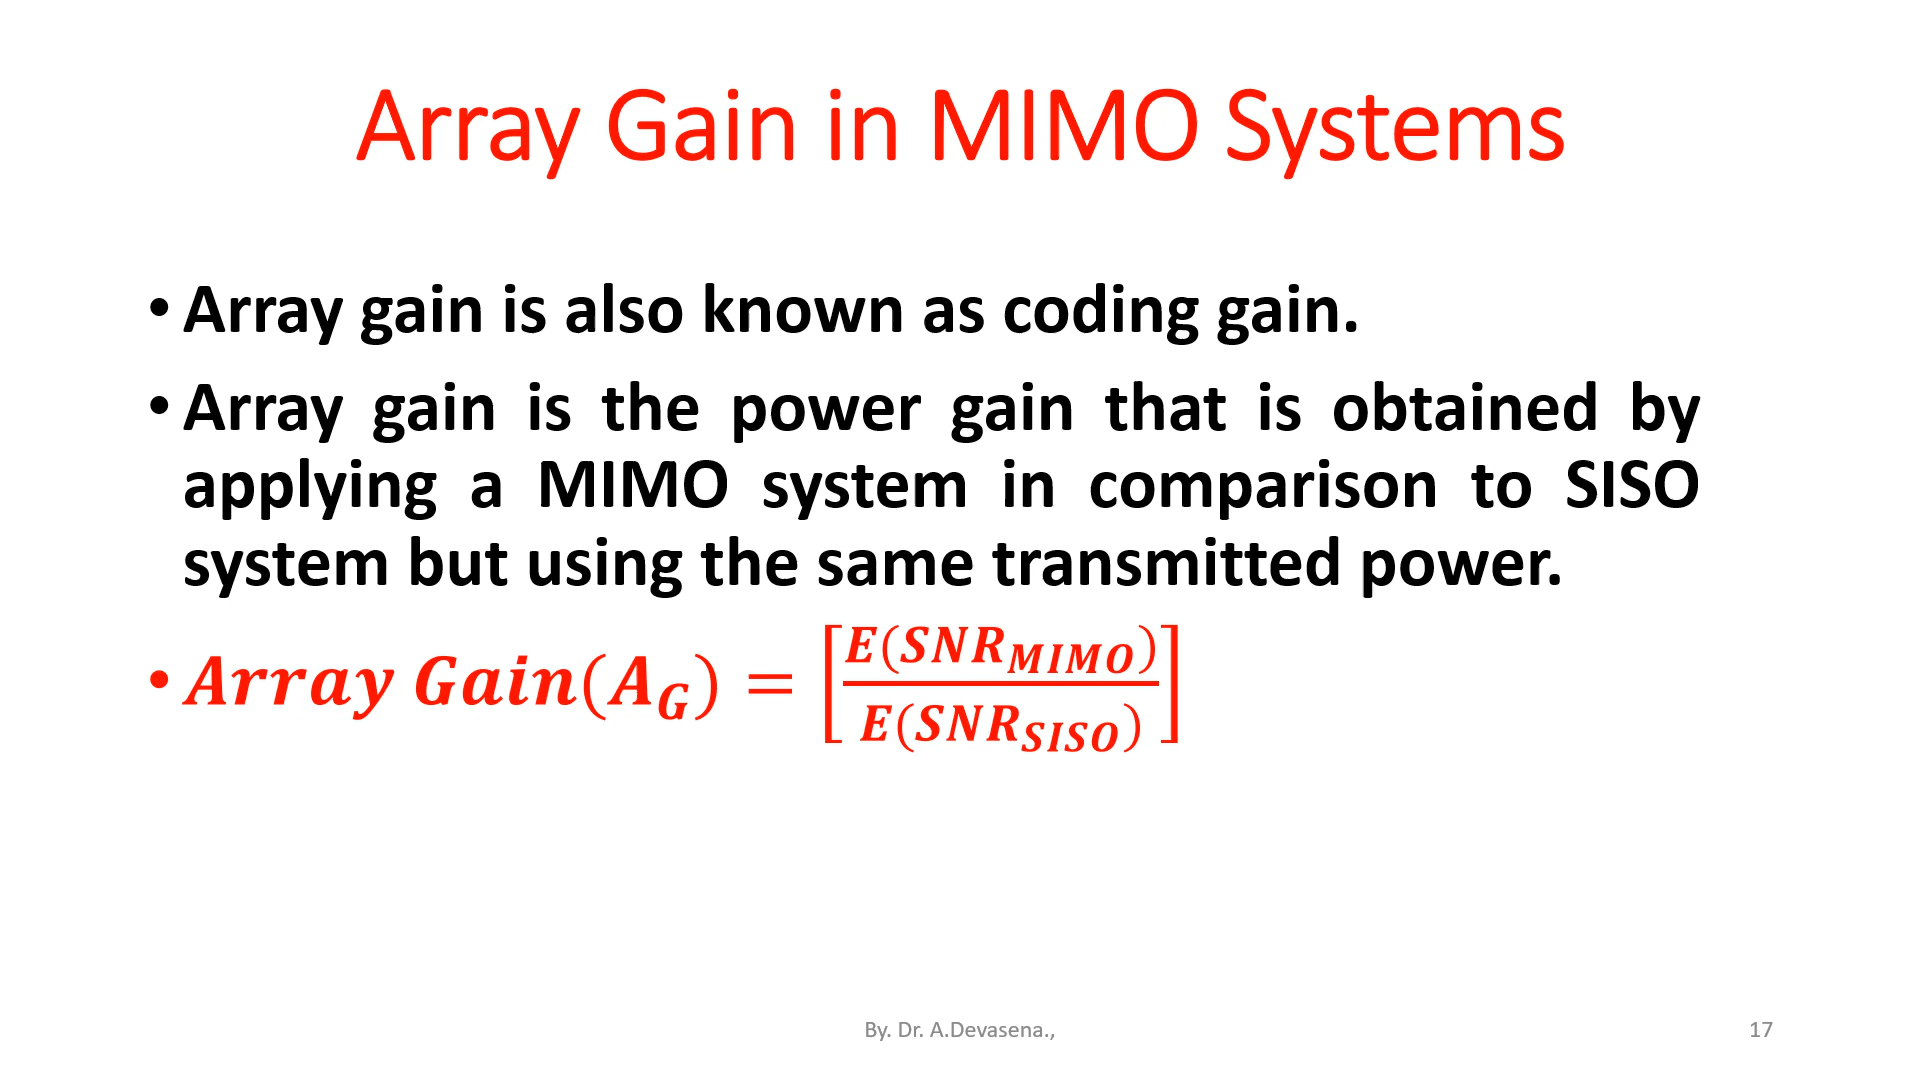 Array Gain in MIMO Systems
• Array gain is also known as coding gain.
• Array gain is the power gain that is obtained by
applying a MIMO system in comparison to SISO
system but using the same transmitted power.
• Array Gain(A_G) = [E(SNR_MIMO) / E(SNR_SISO)]
By. Dr. A.Devasena.,
17